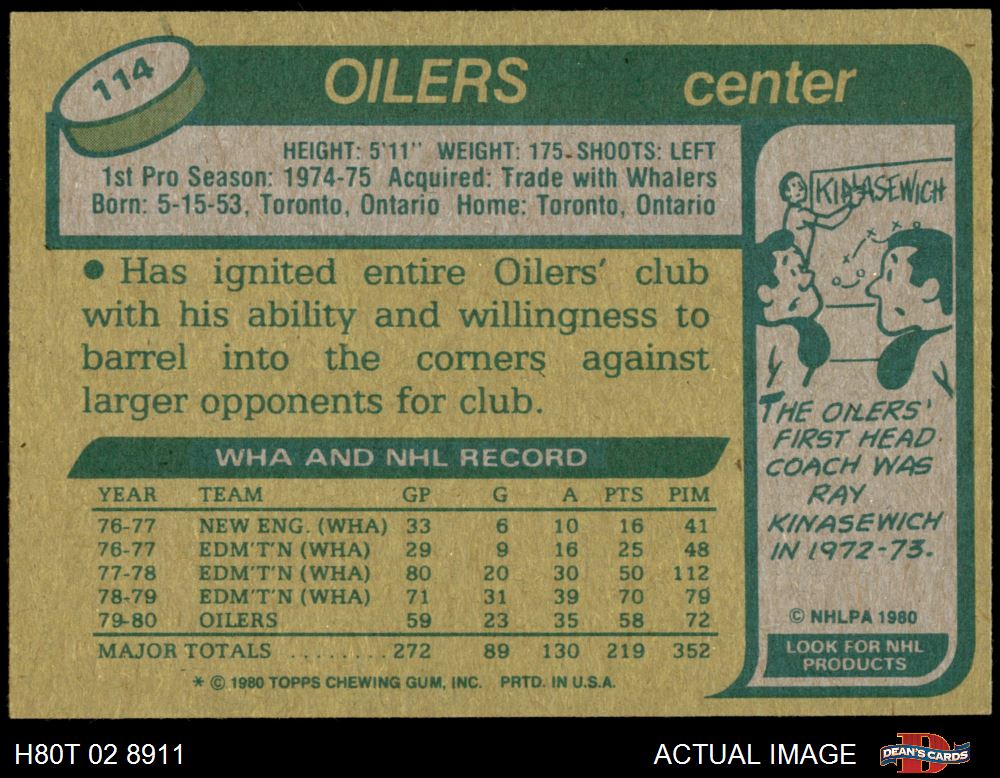 114
OILERS center
HEIGHT: 5'11" WEIGHT: 175 SHOOTS: LEFT
1st Pro Season: 1974-75 Acquired: Trade with Whalers
Born: 5-15-53, Toronto, Ontario Home: Toronto, Ontario
● Has ignited entire Oilers' club
with his ability and willingness to
barrel into the corners against
larger opponents for club.
WHA AND NHL RECORD
YEAR TEAM GP G A PTS PIM
76-77 NEW ENG. (WHA) 33 6 10 16 41
76-77 EDM'T'N (WHA) 29 9 16 25 48
77-78 EDM'T'N (WHA) 80 20 30 50 112
78-79 EDM'T'N (WHA) 71 31 39 70 79
79-80 OILERS 59 23 35 58 72
MAJOR TOTALS ........ 272 89 130 219 352
* © 1980 TOPPS CHEWING GUM, INC. PRTD. IN U.S.A.
KINASEWICH
THE OILERS'
FIRST HEAD
COACH WAS
RAY
KINASEWICH
IN 1972-73.
© NHLPA 1980
LOOK FOR NHL
PRODUCTS
H80T 02 8911
ACTUAL IMAGE
DEAN'S CARDS